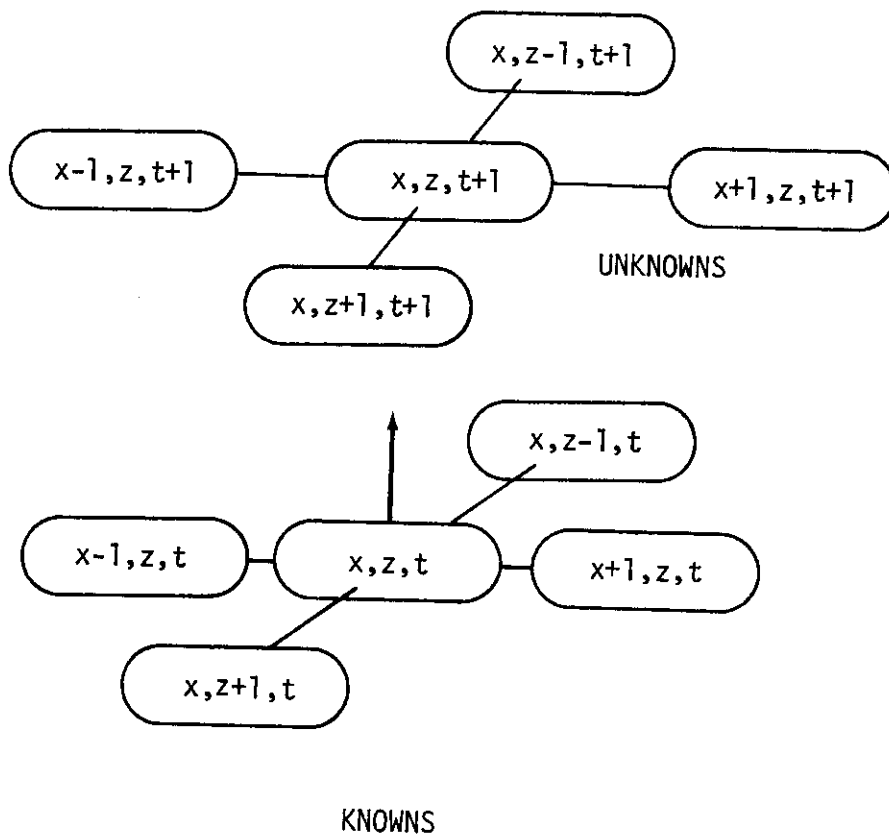 x,z-1,t+1
x-1,z,t+1
x,z,t+1
x+1,z,t+1
UNKNOWNS
x,z+1,t+1
x,z-1,t
x-1,z,t
x,z,t
x+1,z,t
x,z+1,t
KNOWNS